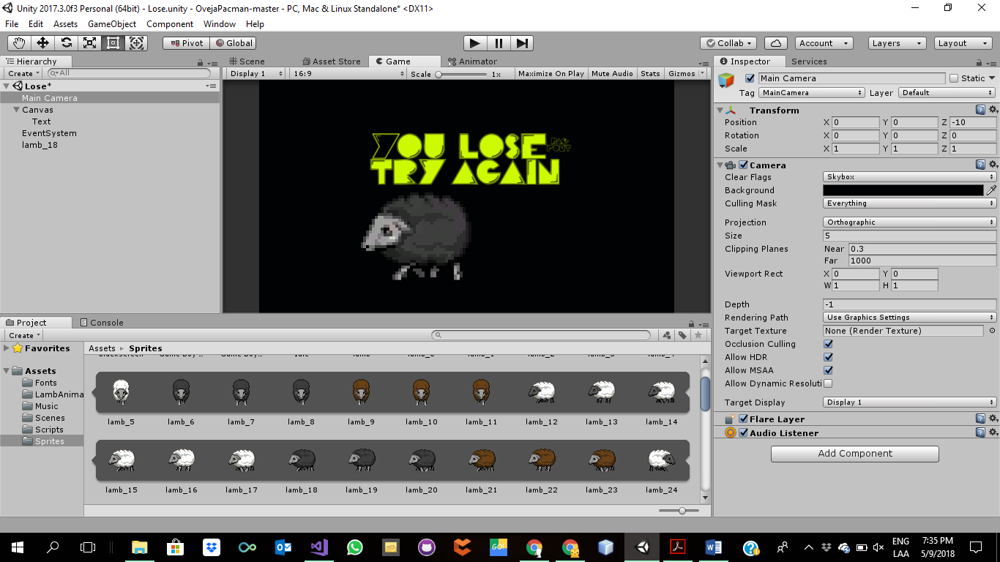 Unity 2017.3.0f3 Personal (64bit) - Lose.unity - OvejaPacman-master - PC, Mac & Linux Standalone* <DX11>
File Edit Assets GameObject Component Window Help
Pivot Global Collab Account Layers Layout
Hierarchy
Create All
Lose*
Main Camera
Canvas
Text
EventSystem
lamb_18
Scene Asset Store Game Animator
Display 1 16:9 Scale 1x Maximize On Play Mute Audio Stats Gizmos
YOU LOSE
PAC FONT
TRY AGAIN
Inspector Services
Main Camera Static
Tag MainCamera Layer Default
Transform
Position X 0 Y 0 Z -10
Rotation X 0 Y 0 Z 0
Scale X 1 Y 1 Z 1
Camera
Clear Flags Skybox
Background
Culling Mask Everything
Projection Orthographic
Size 5
Clipping Planes Near 0.3
Far 1000
Viewport Rect X 0 Y 0
W 1 H 1
Depth -1
Rendering Path Use Graphics Settings
Target Texture None (Render Texture)
Occlusion Culling
Allow HDR
Allow MSAA
Allow Dynamic Resoluti
Target Display Display 1
Flare Layer
Audio Listener
Add Component
Project Console
Create
Favorites
Assets
Fonts
LambAnima
Music
Scenes
Scripts
Sprites
Assets Sprites
lamb_5 lamb_6 lamb_7 lamb_8 lamb_9 lamb_10 lamb_11 lamb_12 lamb_13 lamb_14
lamb_15 lamb_16 lamb_17 lamb_18 lamb_19 lamb_20 lamb_21 lamb_22 lamb_23 lamb_24
GO!
ENG
LAA
7:35 PM
5/9/2018